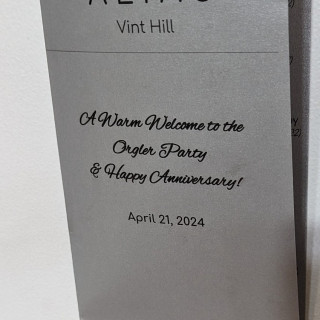 Vint Hill
A Warm Welcome to the
Orgler Party
& Happy Anniversary!
April 21, 2024